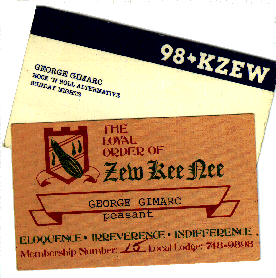 98+KZEW
GEORGE GIMARC
ROCK 'N ROLL ALTERNATIVE
SUNDAY NIGHTS
THE
LOYAL
ORDER OF
Zew Kee Nee
GEORGE GIMARC
peasant
ELOQUENCE • IRREVERENCE • INDIFFERENCE
Membership Number: 10 Local Lodge: 748-9898